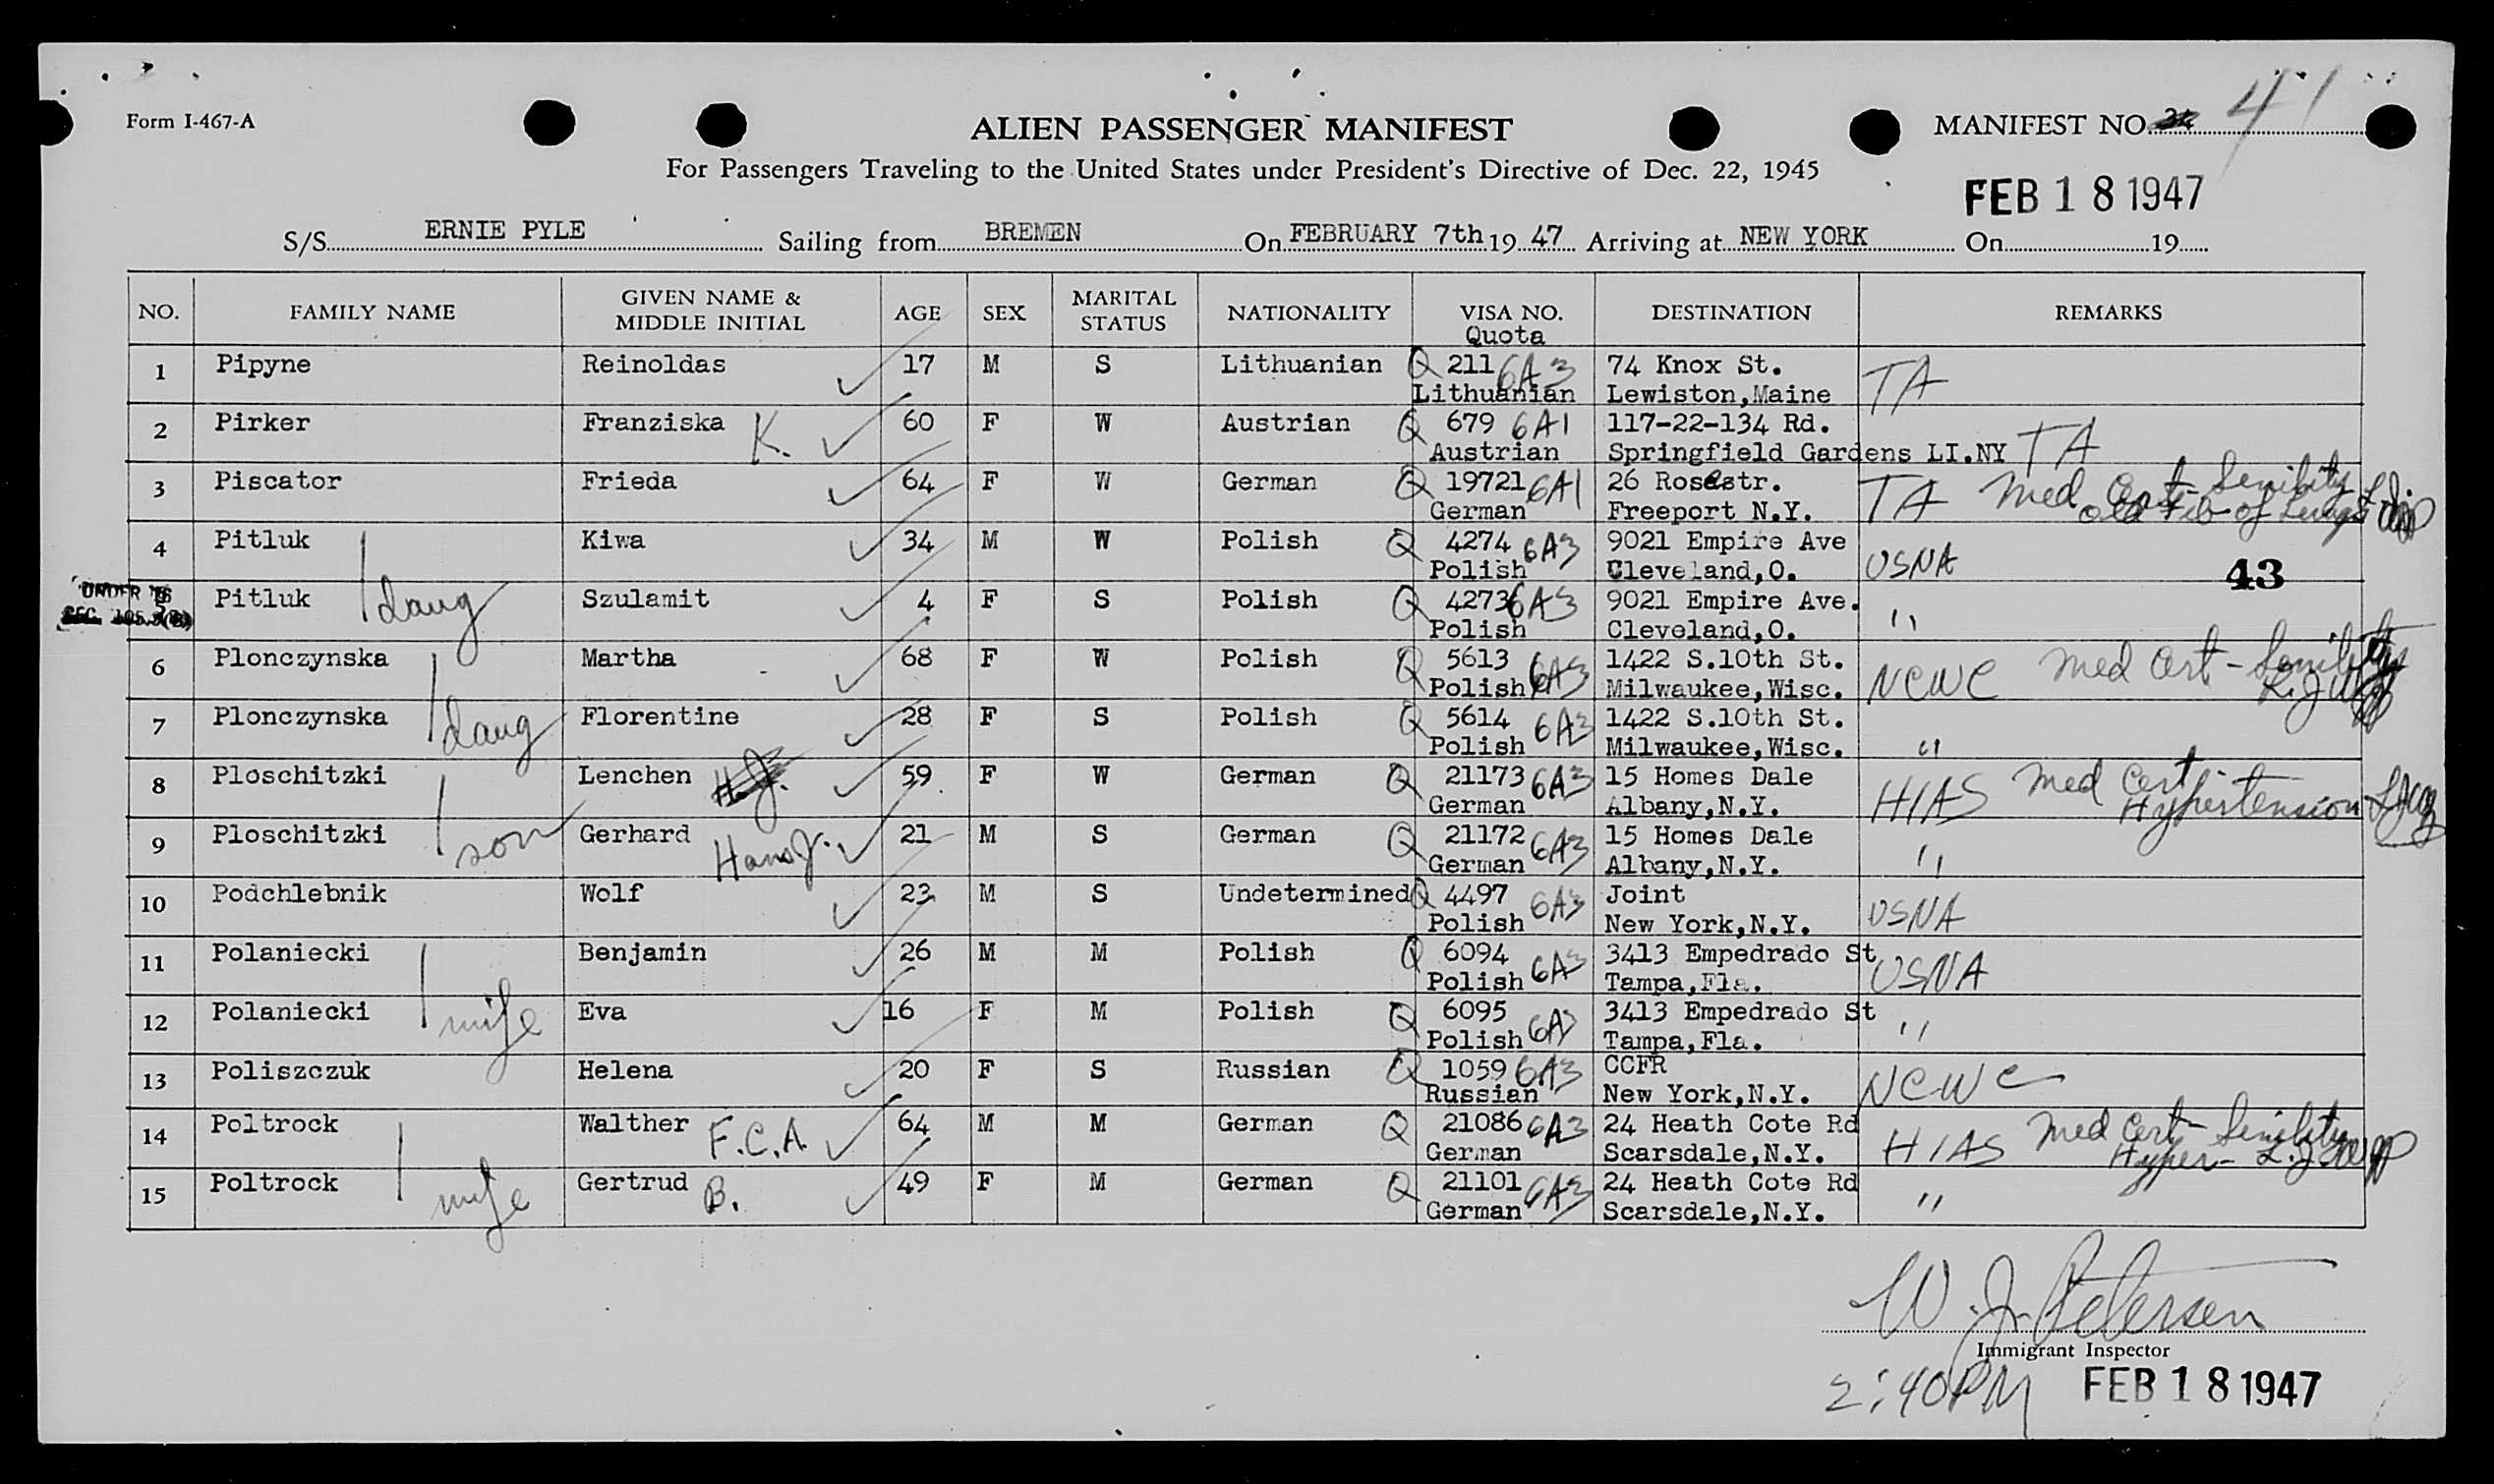 Form I-467-A
ALIEN PASSENGER MANIFEST
MANIFEST NO. 41
For Passengers Traveling to the United States under President's Directive of Dec. 22, 1945
FEB 18 1947
S/S ERNIE PYLE Sailing from BREMEN On FEBRUARY 7th 19 47 Arriving at NEW YORK On 19
NO. FAMILY NAME GIVEN NAME & MIDDLE INITIAL AGE SEX MARITAL STATUS NATIONALITY VISA NO. Quota DESTINATION REMARKS
1 Pipyne Reinoldas 17 M S Lithuanian Q 211 6A3 74 Knox St. TA
Lithuanian Lewiston,Maine
2 Pirker Franziska K. 60 F W Austrian Q 679 6A1 117-22-134 Rd.
Austrian Springfield Gardens LI.NY TA
3 Piscator Frieda 64 F W German Q 19721 6A1 26 Rosestr. TA Med Cert- Senility
German Freeport N.Y. old Fib of Lungs
4 Pitluk Kiwa 34 M W Polish Q 4274 6A3 9021 Empire Ave USNA
Polish Cleveland,O. 43
UNDER 16
Pitluk daug Szulamit 4 F S Polish Q 4273 6A3 9021 Empire Ave. "
Polish Cleveland,O.
6 Plonczynska Martha 68 F W Polish Q 5613 6A3 1422 S.10th St. NCWC Med Cert- Senility
Polish Milwaukee,Wisc.
7 Plonczynska daug Florentine 28 F S Polish Q 5614 6A3 1422 S.10th St. "
Polish Milwaukee,Wisc.
8 Ploschitzki Lenchen 59 F W German Q 21173 6A3 15 Homes Dale HIAS Med Cert-
German Albany,N.Y. Hypertension
9 Ploschitzki son Gerhard Hans J. 21 M S German Q 21172 6A3 15 Homes Dale "
German Albany,N.Y.
10 Podchlebnik Wolf 23 M S Undetermined Q 4497 6A3 Joint USNA
Polish New York,N.Y.
11 Polaniecki Benjamin 26 M M Polish Q 6094 6A3 3413 Empedrado St USNA
Polish Tampa,Fla.
12 Polaniecki wife Eva 16 F M Polish Q 6095 6A3 3413 Empedrado St "
Polish Tampa,Fla.
13 Poliszczuk Helena 20 F S Russian Q 1059 6A3 CCFR NCWC
Russian New York,N.Y.
14 Poltrock Walther F.C.A. 64 M M German Q 21086 6A3 24 Heath Cote Rd HIAS Med Cert- Senility
German Scarsdale,N.Y. Hyper-
15 Poltrock wife Gertrud B. 49 F M German Q 21101 6A3 24 Heath Cote Rd "
German Scarsdale,N.Y.
W. J. Petersen
Immigrant Inspector
2:40 PM FEB 18 1947